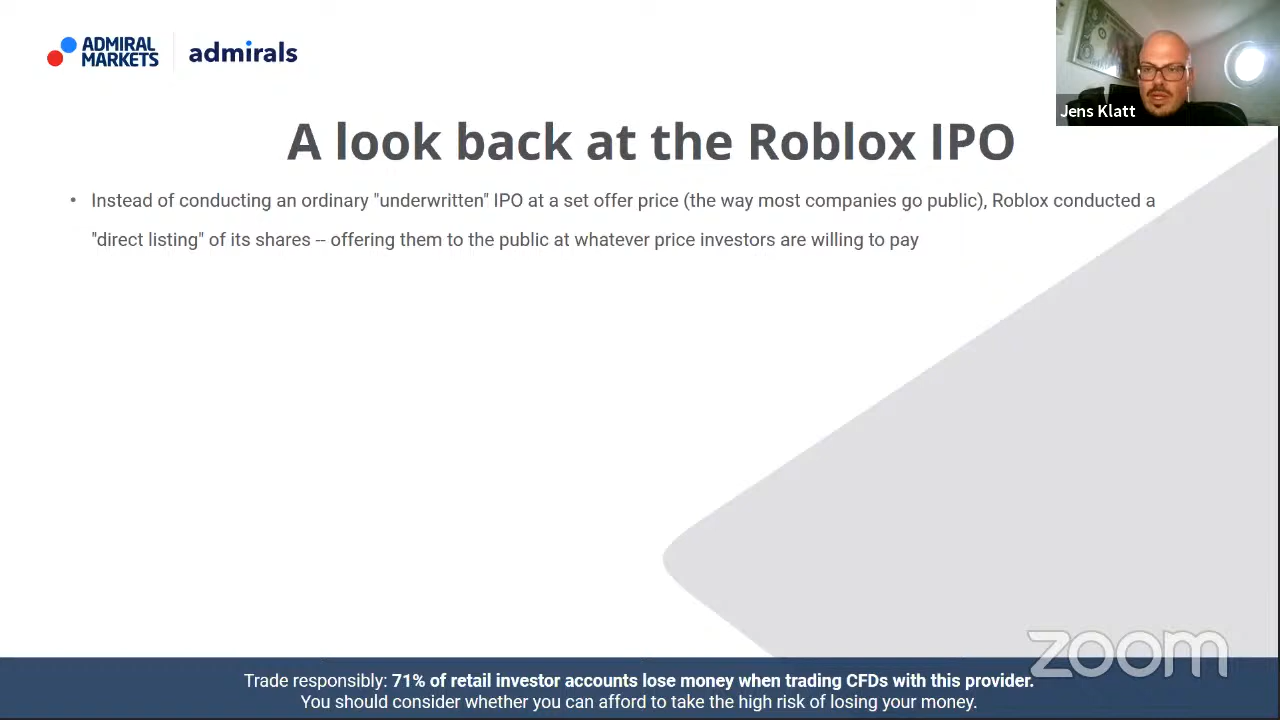 ADMIRAL
MARKETS
admirals
Jens Klatt
A look back at the Roblox IPO
• Instead of conducting an ordinary "underwritten" IPO at a set offer price (the way most companies go public), Roblox conducted a
"direct listing" of its shares -- offering them to the public at whatever price investors are willing to pay
zoom
Trade responsibly: 71% of retail investor accounts lose money when trading CFDs with this provider.
You should consider whether you can afford to take the high risk of losing your money.